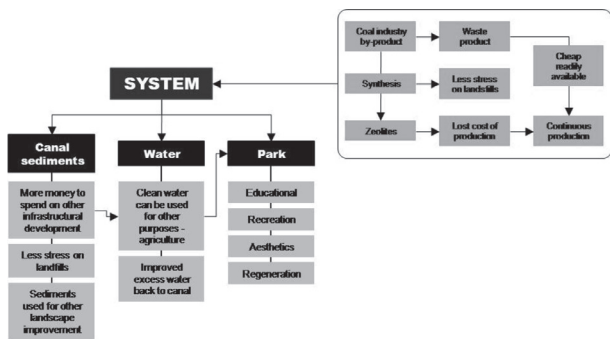 Coal industry
by-product
Waste
product
Cheap
readily
available
Synthesis
Less stress
on landsfills
Zeolites
Lost cost of
production
Continuous
production
SYSTEM
Canal
sediments
Water
Park
More money to
spend on other
infrastructural
development
Less stress on
landfills
Sediments
used for other
landscape
improvement
Clean water
can be used
for other
purposes -
agriculture
Improved
excess water
back to canal
Educational
Recreation
Aesthetics
Regeneration